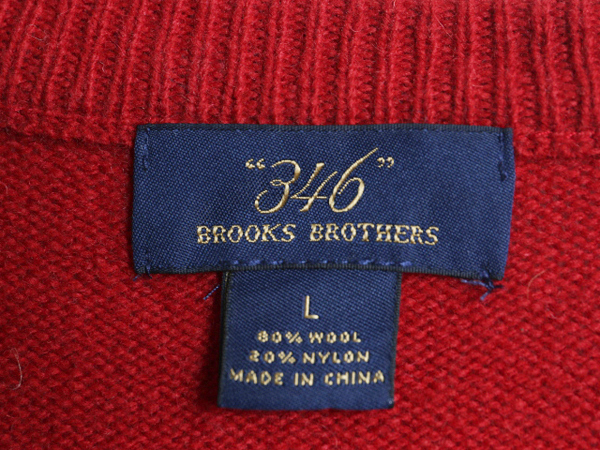 "346"
BROOKS BROTHERS
L
80% WOOL
20% NYLON
MADE IN CHINA